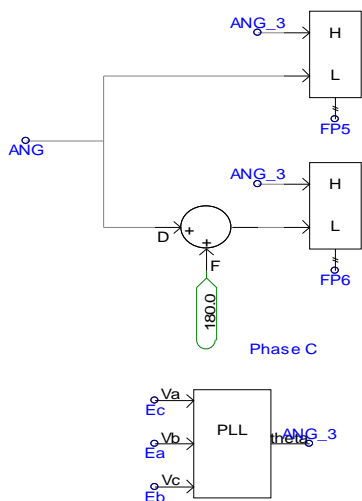 ANG_3
H
L
FP5
ANG
ANG_3
H
D + L
+
F
FP6
180.0
Phase C
Va
Ec
PLL
Vb
Ea
theta ANG_3
Vc
Eb